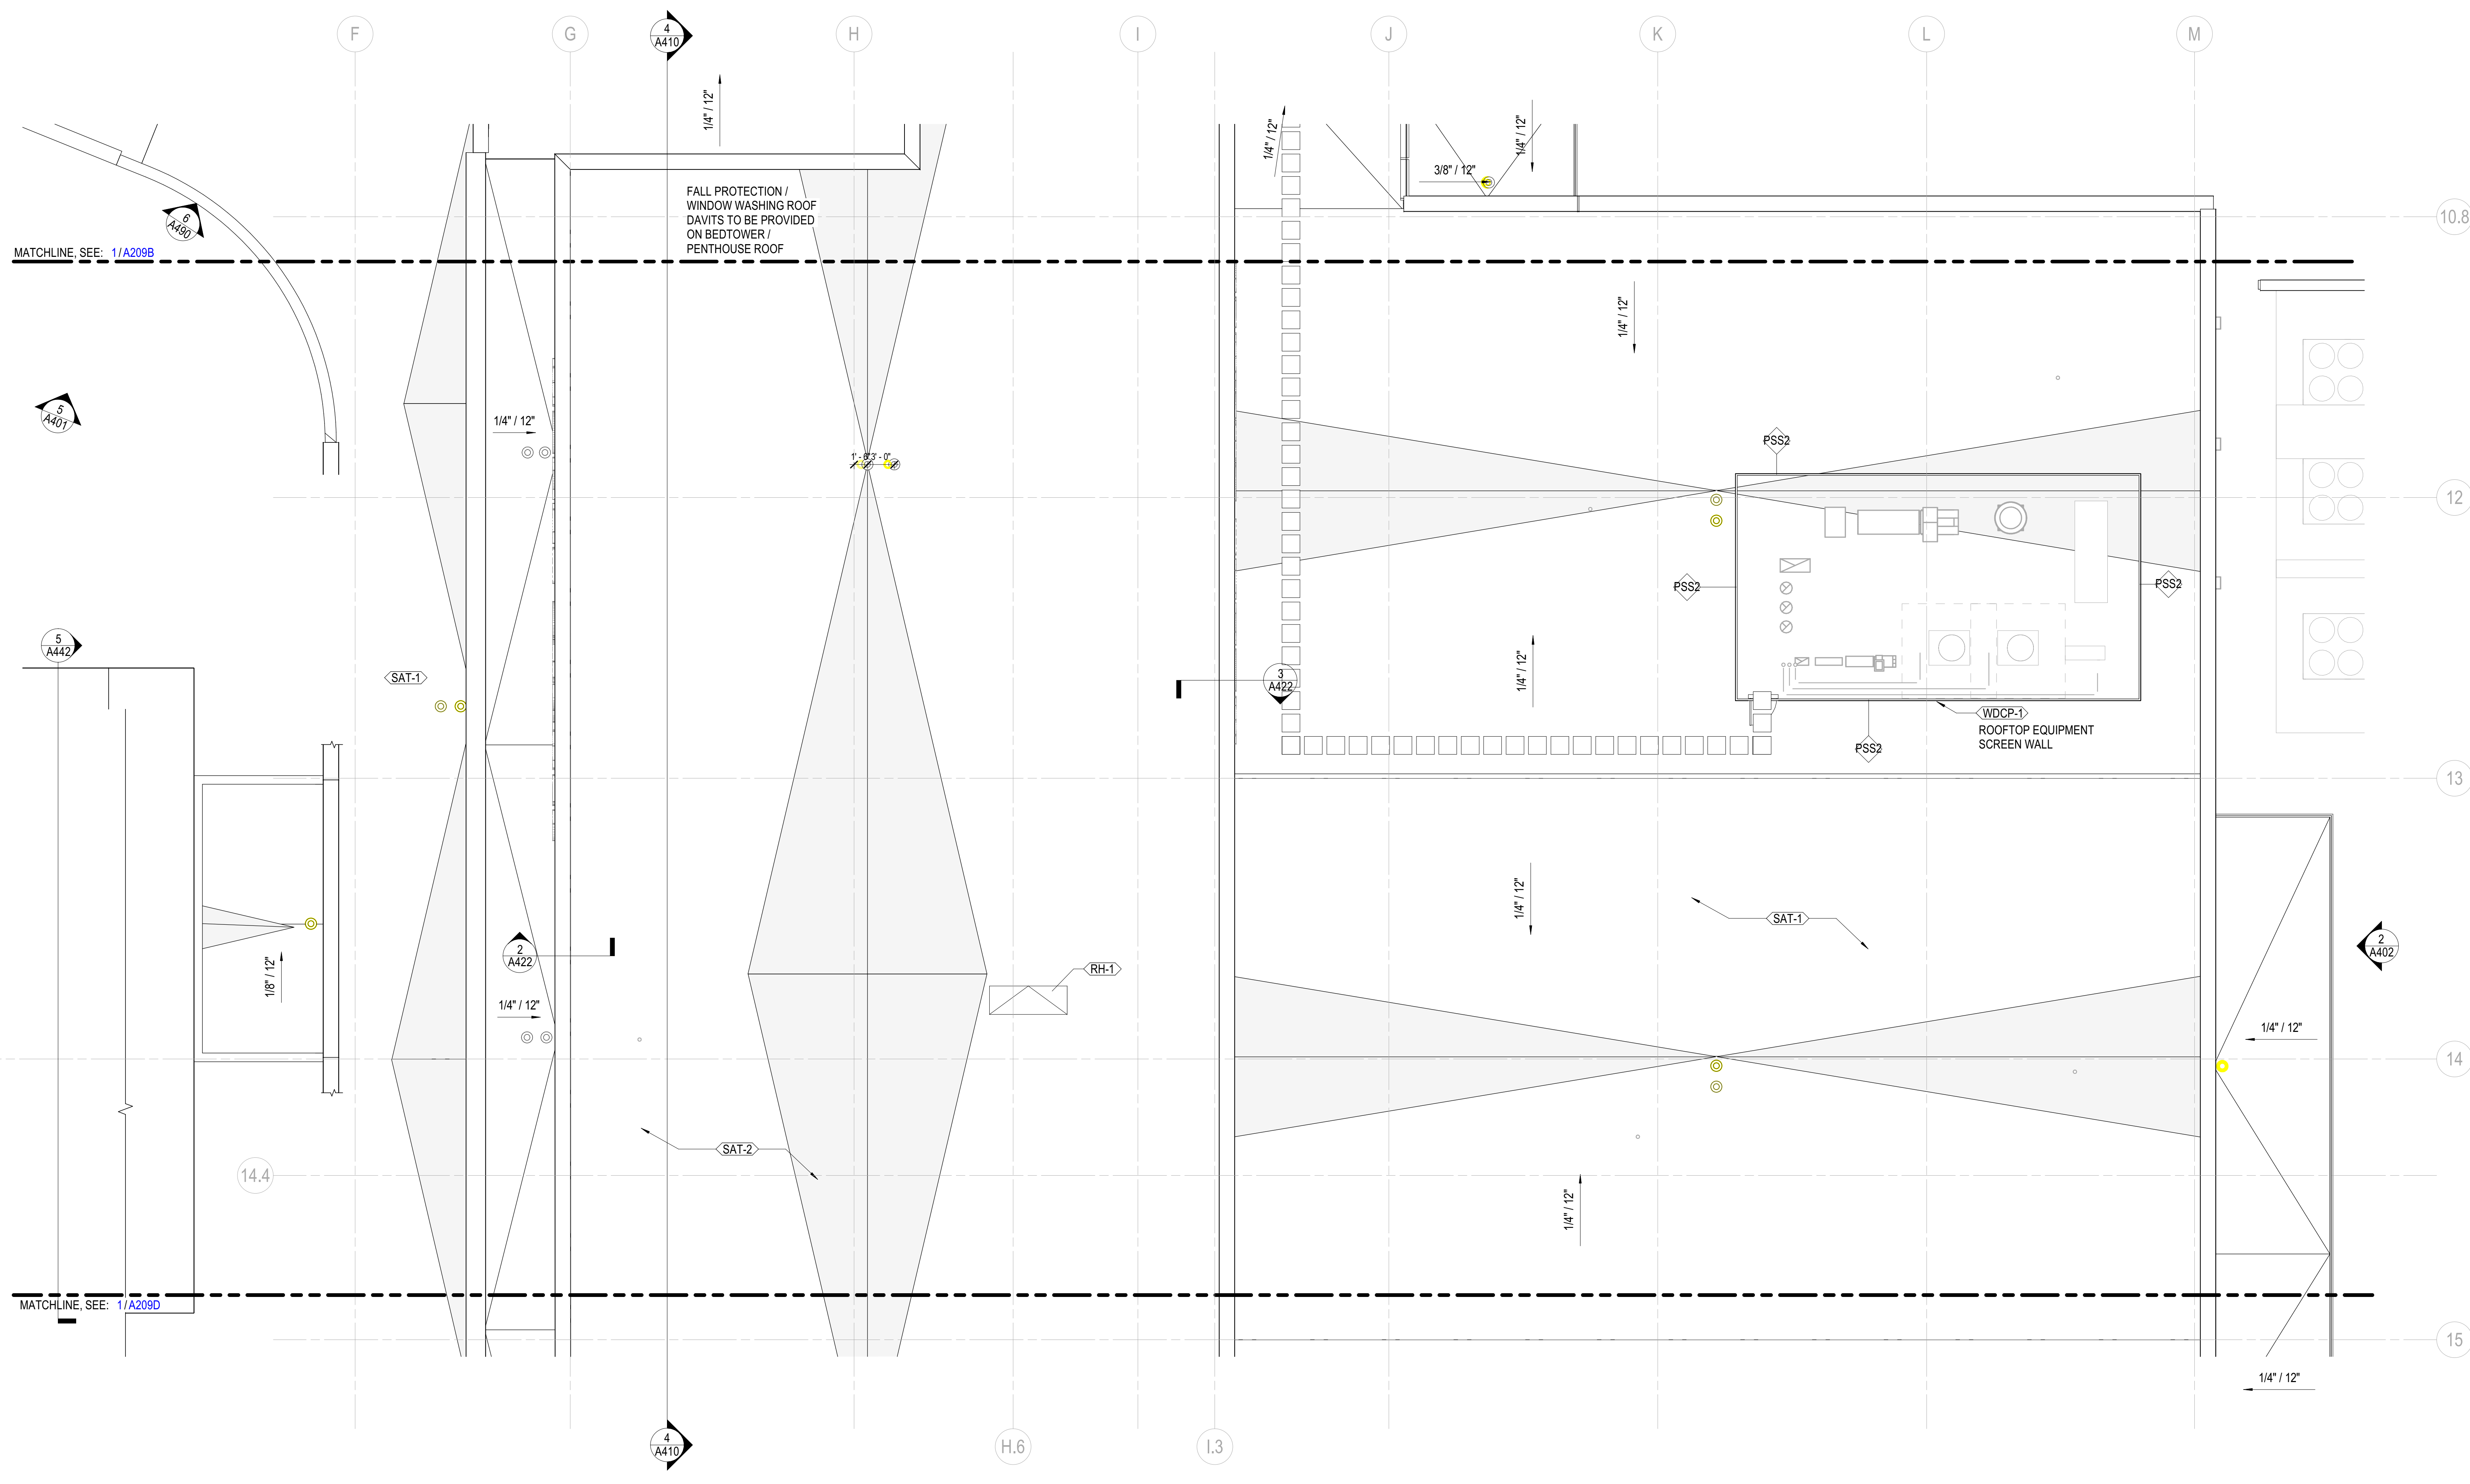 F
G
4
A410
H
I
J
K
L
M
1/4" / 12"
1/4" / 12"
1/4" / 12"
3/8" / 12"
FALL PROTECTION /
WINDOW WASHING ROOF
DAVITS TO BE PROVIDED
ON BEDTOWER /
PENTHOUSE ROOF
6
A490
10.8
MATCHLINE, SEE: 1 / A209B
1/4" / 12"
5
A401
1/4" / 12"
PSS2
1' - 6"
3' - 0"
12
PSS2
PSS2
5
A442
SAT-1
1/4" / 12"
3
A422
WDCP-1
ROOFTOP EQUIPMENT
SCREEN WALL
PSS2
13
1/4" / 12"
SAT-1
2
A402
2
A422
RH-1
1/8" / 12"
1/4" / 12"
1/4" / 12"
14
SAT-2
14.4
1/4" / 12"
MATCHLINE, SEE: 1 / A209D
15
1/4" / 12"
4
A410
H.6
I.3